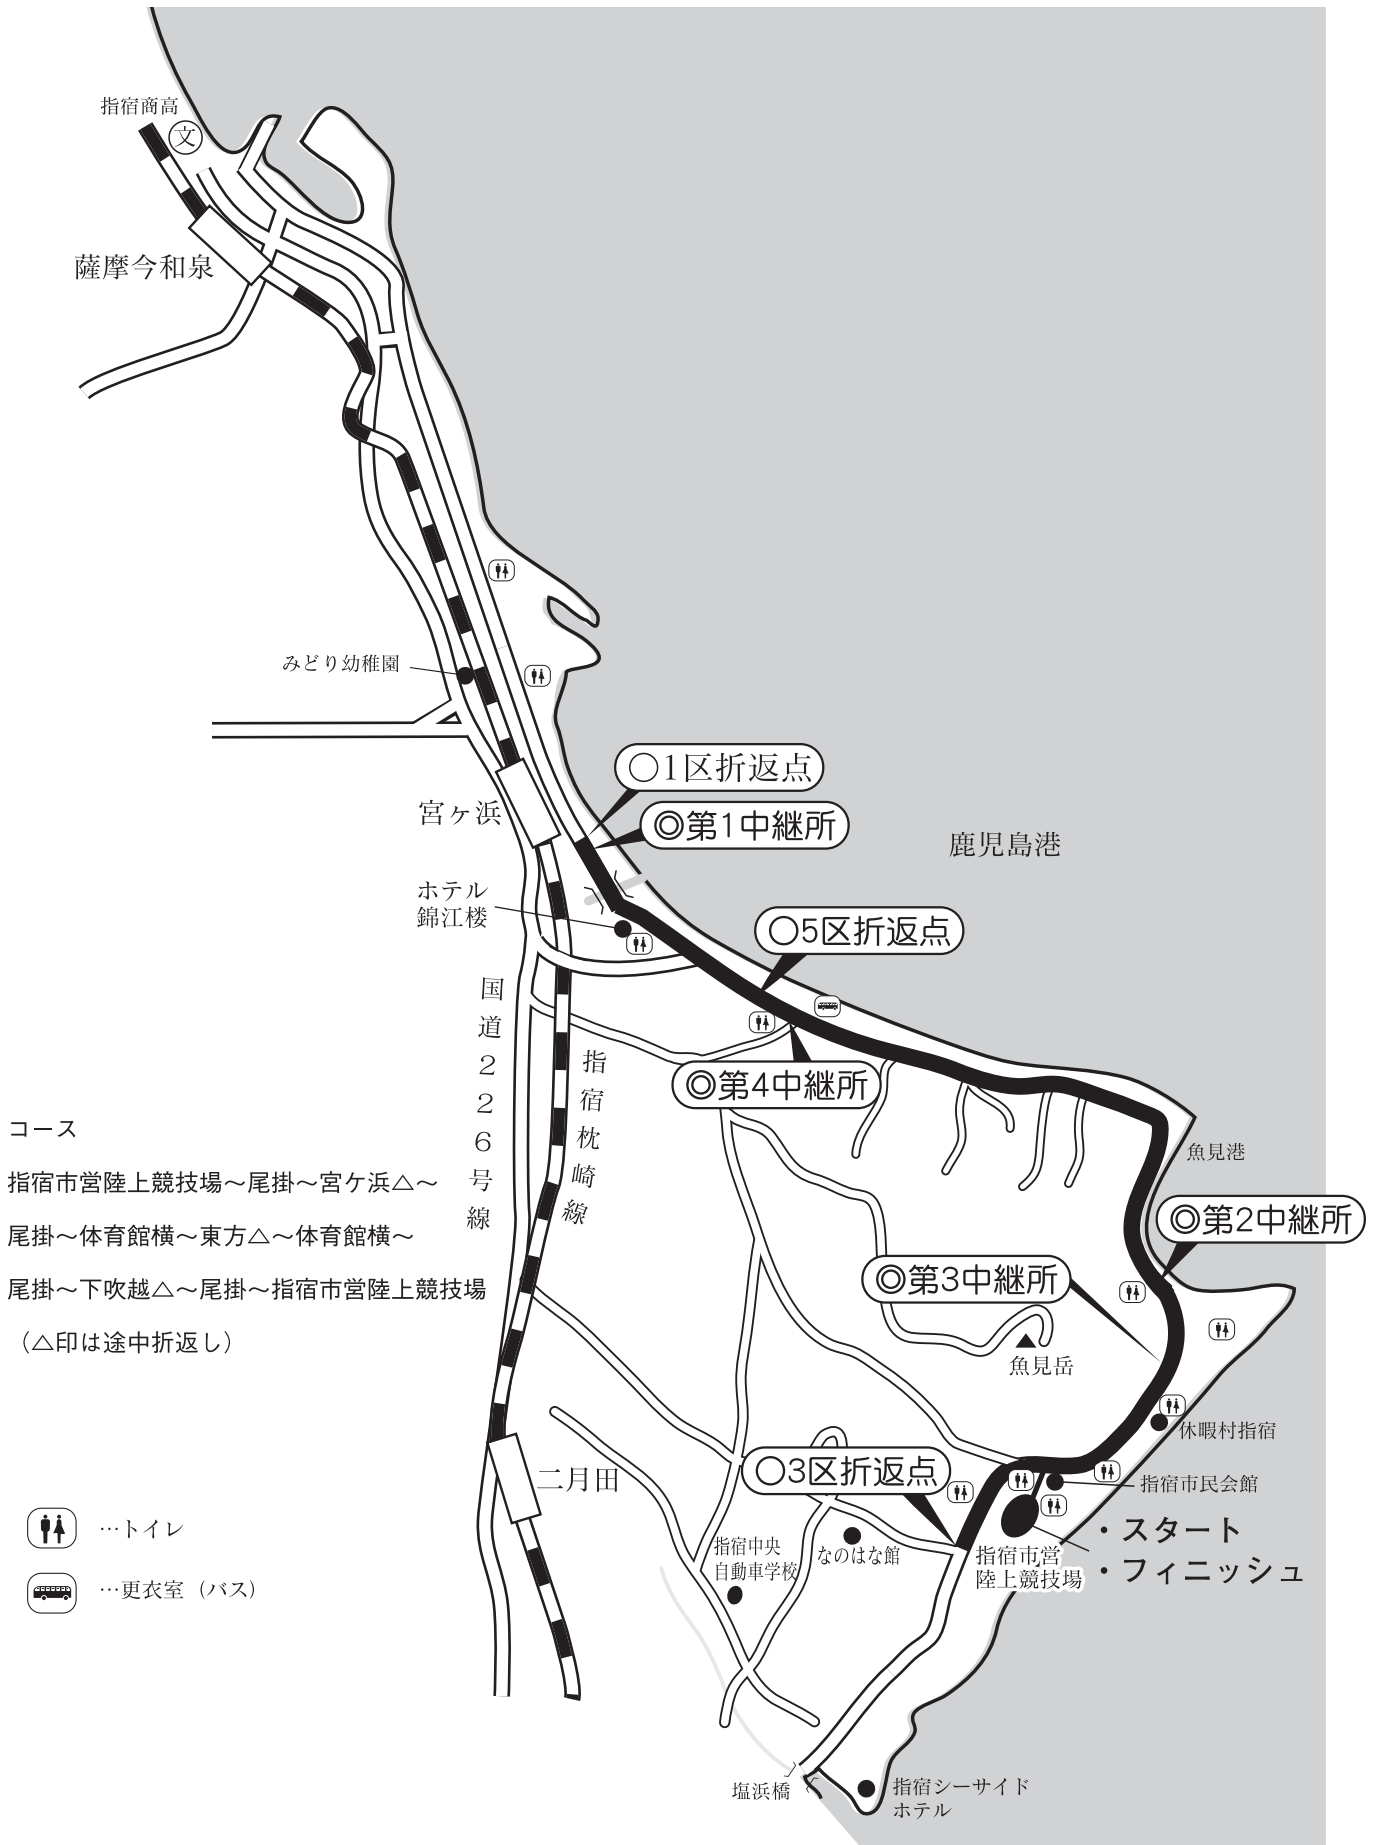 指宿商高
文
薩摩今和泉
みどり幼稚園
○1区折返点
◎第1中継所
宮ヶ浜
鹿児島港
ホテル
錦江楼
○5区折返点
国道226号線
指宿枕崎線
◎第4中継所
コース
指宿市営陸上競技場～尾掛～宮ケ浜△～
尾掛～体育館横～東方△～体育館横～
尾掛～下吹越△～尾掛～指宿市営陸上競技場
（△印は途中折返し）
魚見港
◎第2中継所
◎第3中継所
魚見岳
休暇村指宿
○3区折返点
二月田
指宿市民会館
…トイレ
…更衣室（バス）
指宿中央
自動車学校
なのはな館
指宿市営
陸上競技場
・スタート
・フィニッシュ
塩浜橋
指宿シーサイド
ホテル